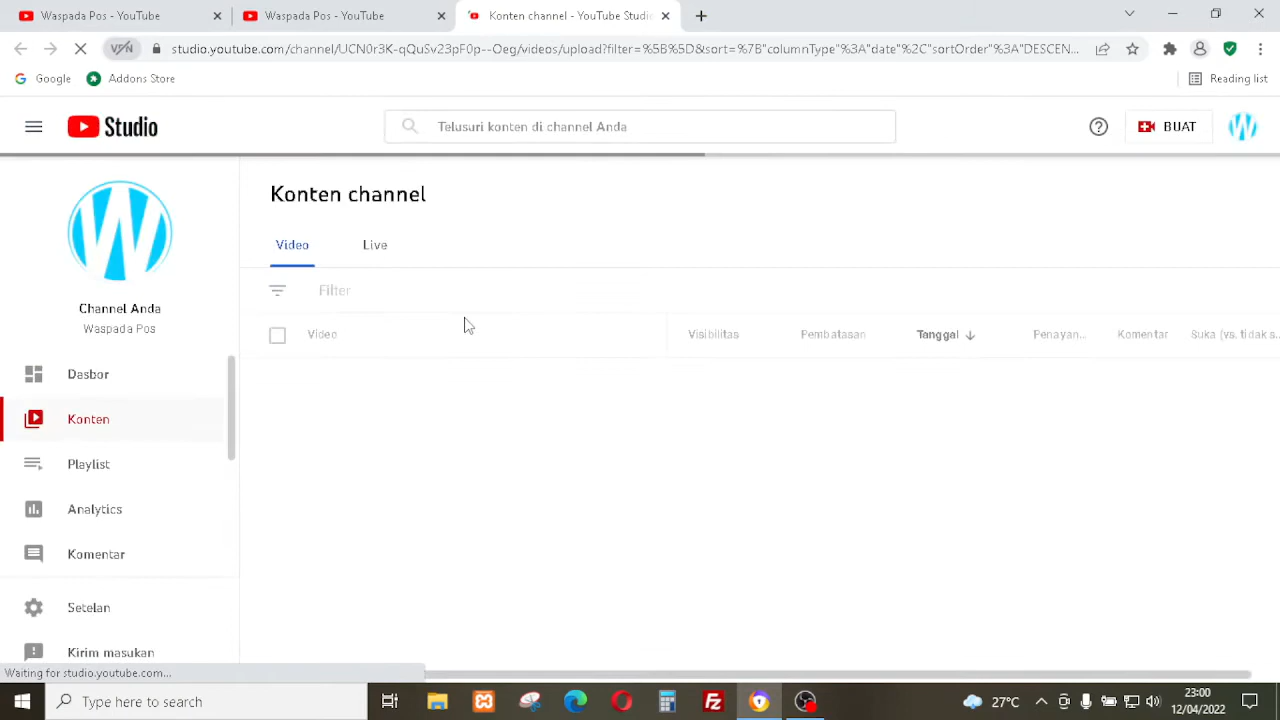 Waspada Pos - YouTube
Waspada Pos - YouTube
Konten channel - YouTube Studio
VPN
studio.youtube.com/channel/UCN0r3K-qQuSv23pF0p--Oeg/videos/upload?filter=%5B%5D&sort=%7B"columnType"%3A"date"%2C"sortOrder"%3A"DESCEN...
Google
Addons Store
Reading list
Studio
Telusuri konten di channel Anda
BUAT
W
W
Channel Anda
Waspada Pos
Dasbor
Konten
Playlist
Analytics
Komentar
Setelan
Kirim masukan
Konten channel
Video
Live
Filter
Video
Visibilitas
Pembatasan
Tanggal
Penayan...
Komentar
Suka (vs. tidak s...
Waiting for studio.youtube.com...
Type here to search
Fz
27°C
23:00
12/04/2022